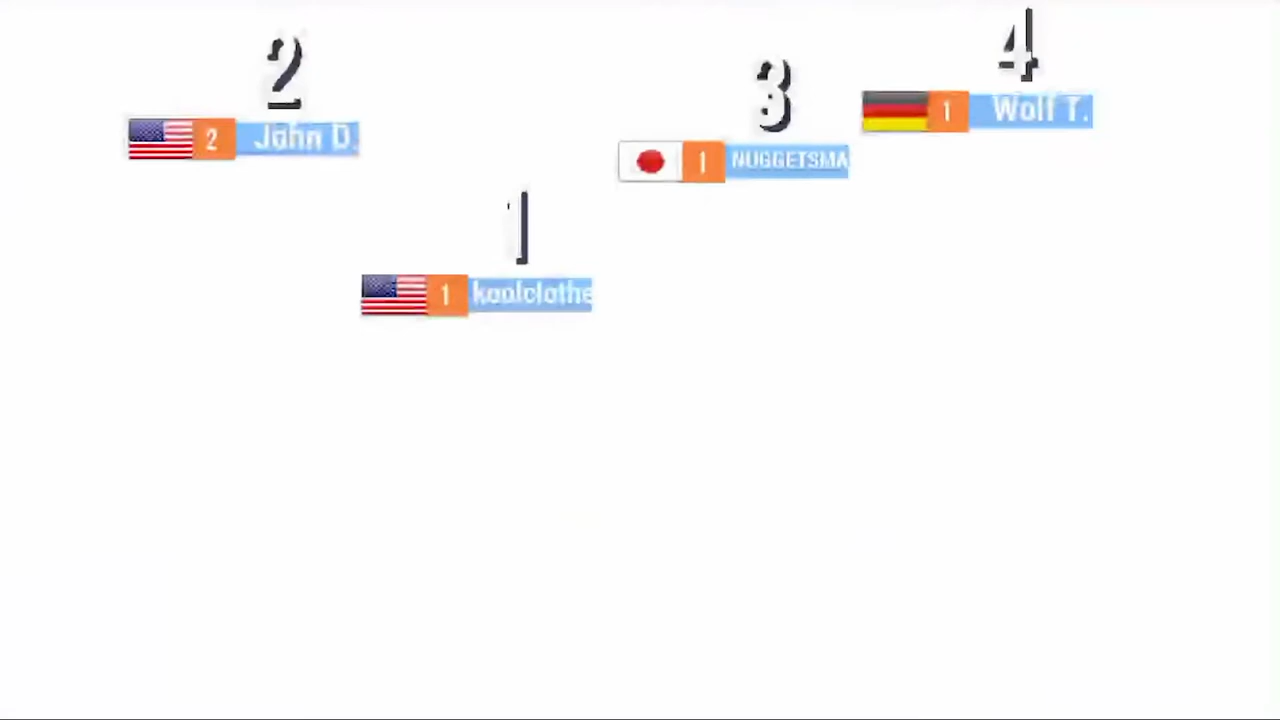 4
2
1 Wolf T.
3
2 John D.
1 NUGGETSMA
1
1 koolclothe